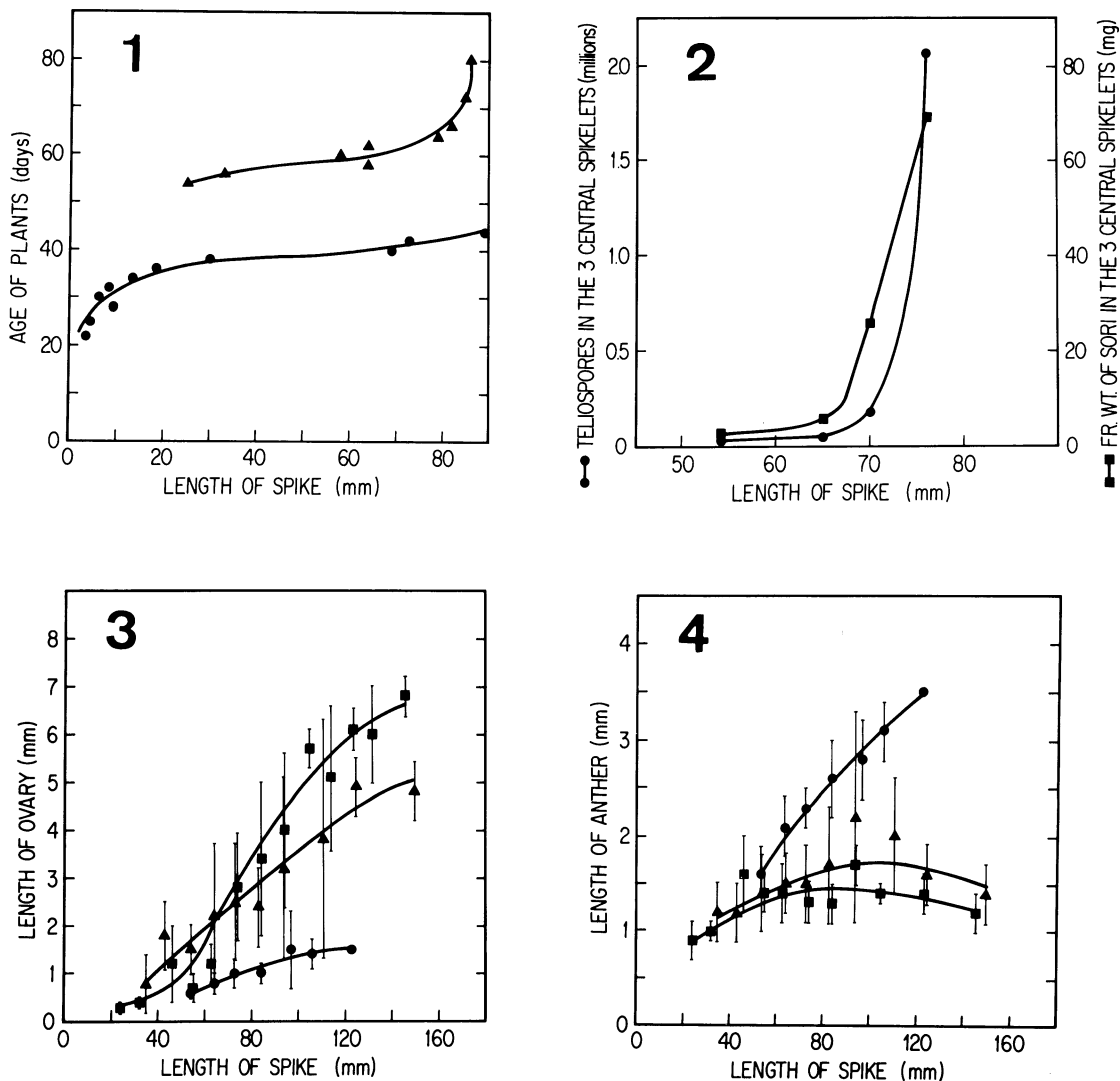 1
80
60
40
20
0
AGE OF PLANTS (days)
0 20 40 60 80
LENGTH OF SPIKE (mm)
2
2.0
1.5
1.0
0.5
0
TELIOSPORES IN THE 3 CENTRAL SPIKELETS (millions)
80
60
40
20
0
FR. WT. OF SORI IN THE 3 CENTRAL SPIKELETS (mg)
50 60 70 80
LENGTH OF SPIKE (mm)
3
8
7
6
5
4
3
2
1
0
LENGTH OF OVARY (mm)
0 40 80 120 160
LENGTH OF SPIKE (mm)
4
4
3
2
1
0
LENGTH OF ANTHER (mm)
0 40 80 120 160
LENGTH OF SPIKE (mm)